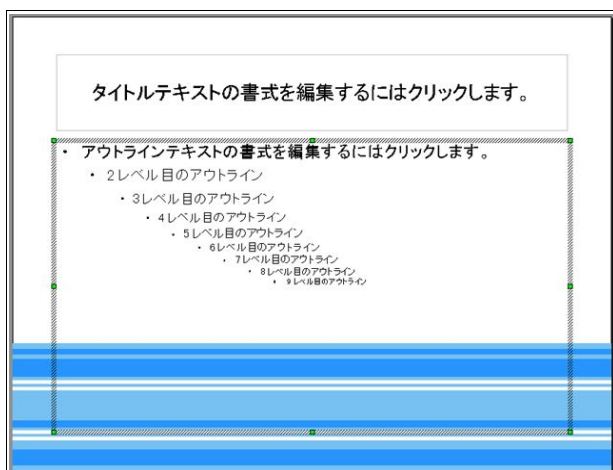 タイトルテキストの書式を編集するにはクリックします。
• アウトラインテキストの書式を編集するにはクリックします。
• 2レベル目のアウトライン
• 3レベル目のアウトライン
• 4レベル目のアウトライン
• 5レベル目のアウトライン
• 6レベル目のアウトライン
• 7レベル目のアウトライン
• 8レベル目のアウトライン
• 9レベル目のアウトライン